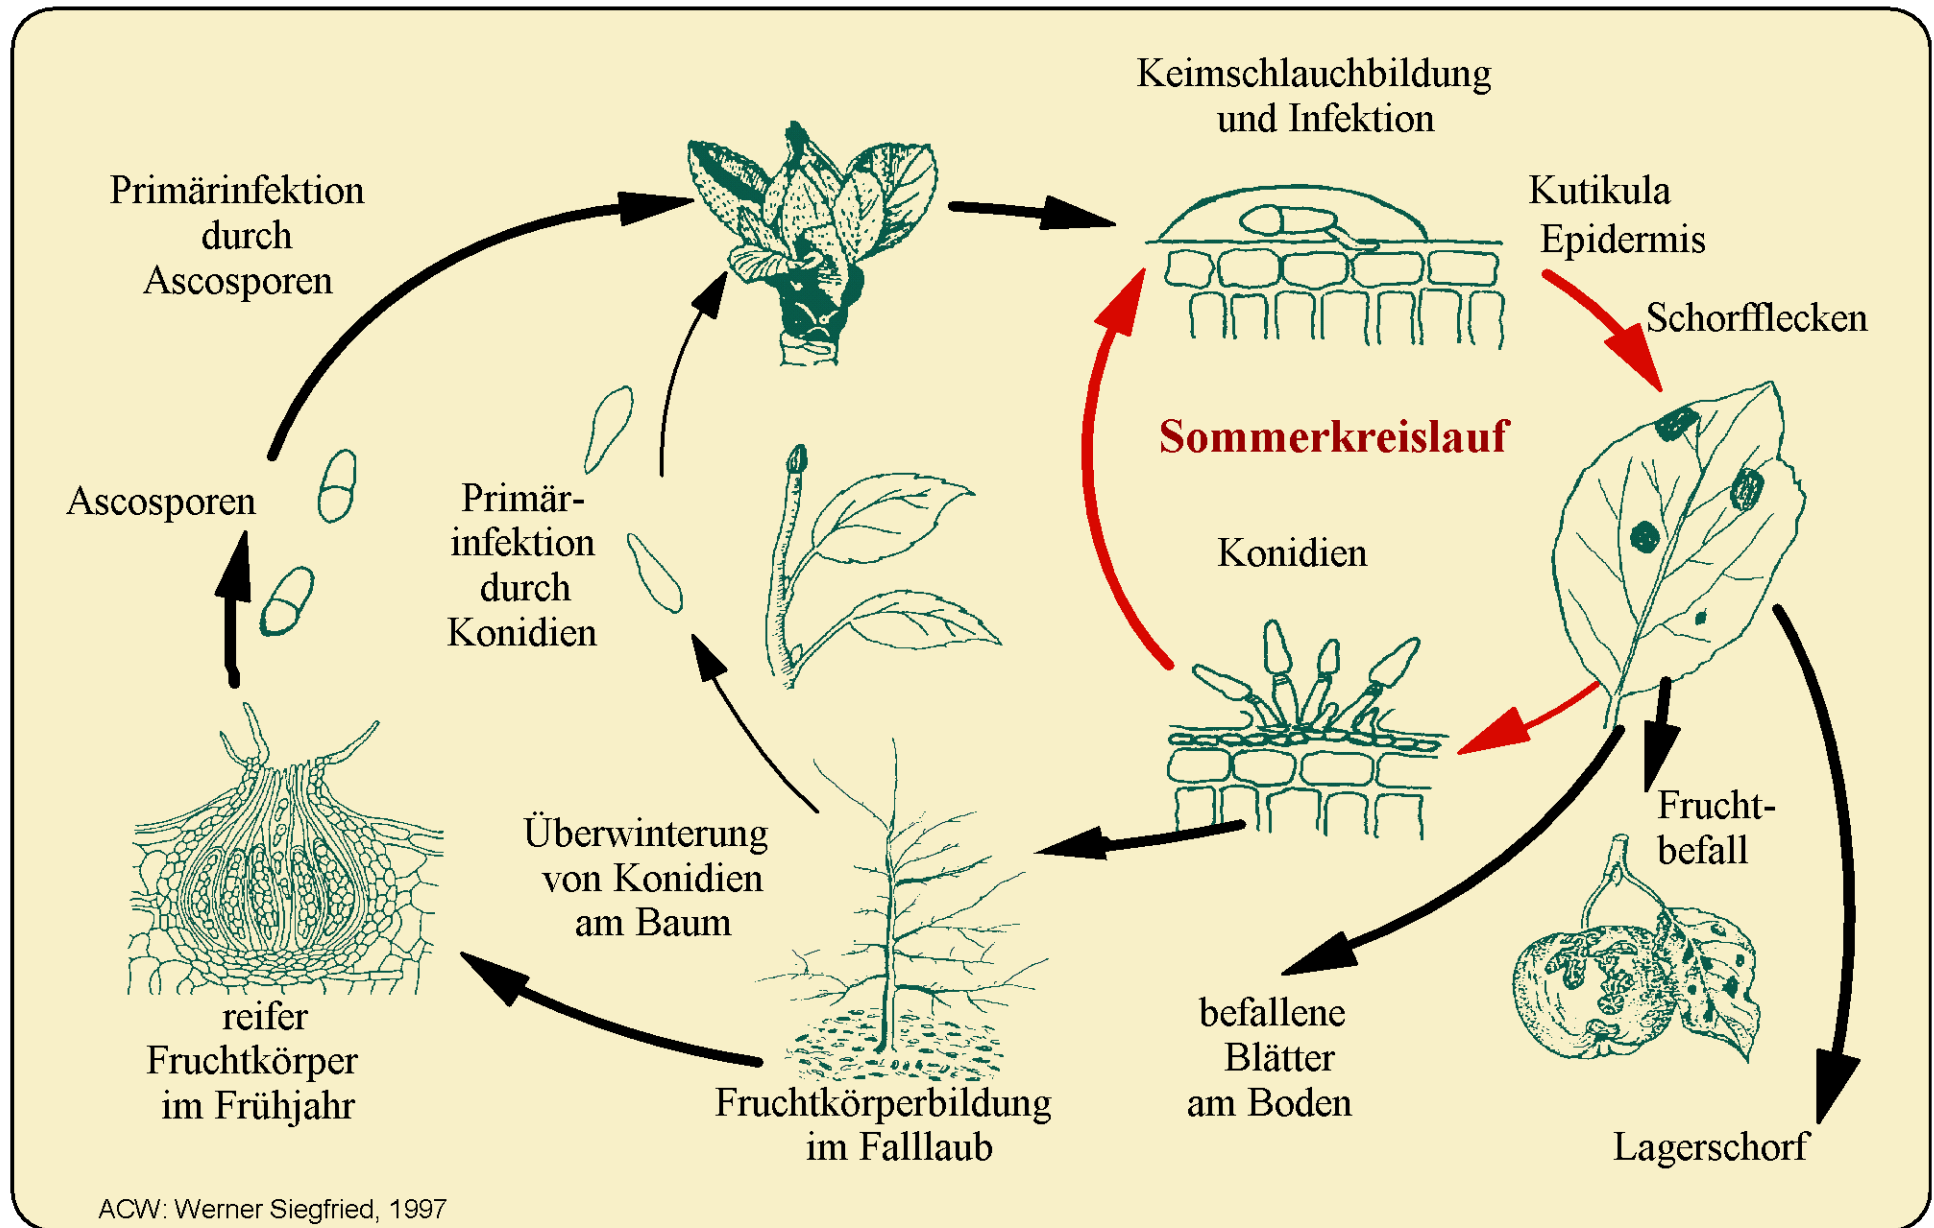 Keimschlauchbildung
und Infektion
Primärinfektion
durch
Ascosporen
Kutikula
Epidermis
Schorfflecken
Sommerkreislauf
Ascosporen
Primär-
infektion
durch
Konidien
Konidien
Überwinterung
von Konidien
am Baum
Frucht-
befall
reifer
Fruchtkörper
im Frühjahr
befallene
Blätter
am Boden
Fruchtkörperbildung
im Falllaub
Lagerschorf
ACW: Werner Siegfried, 1997